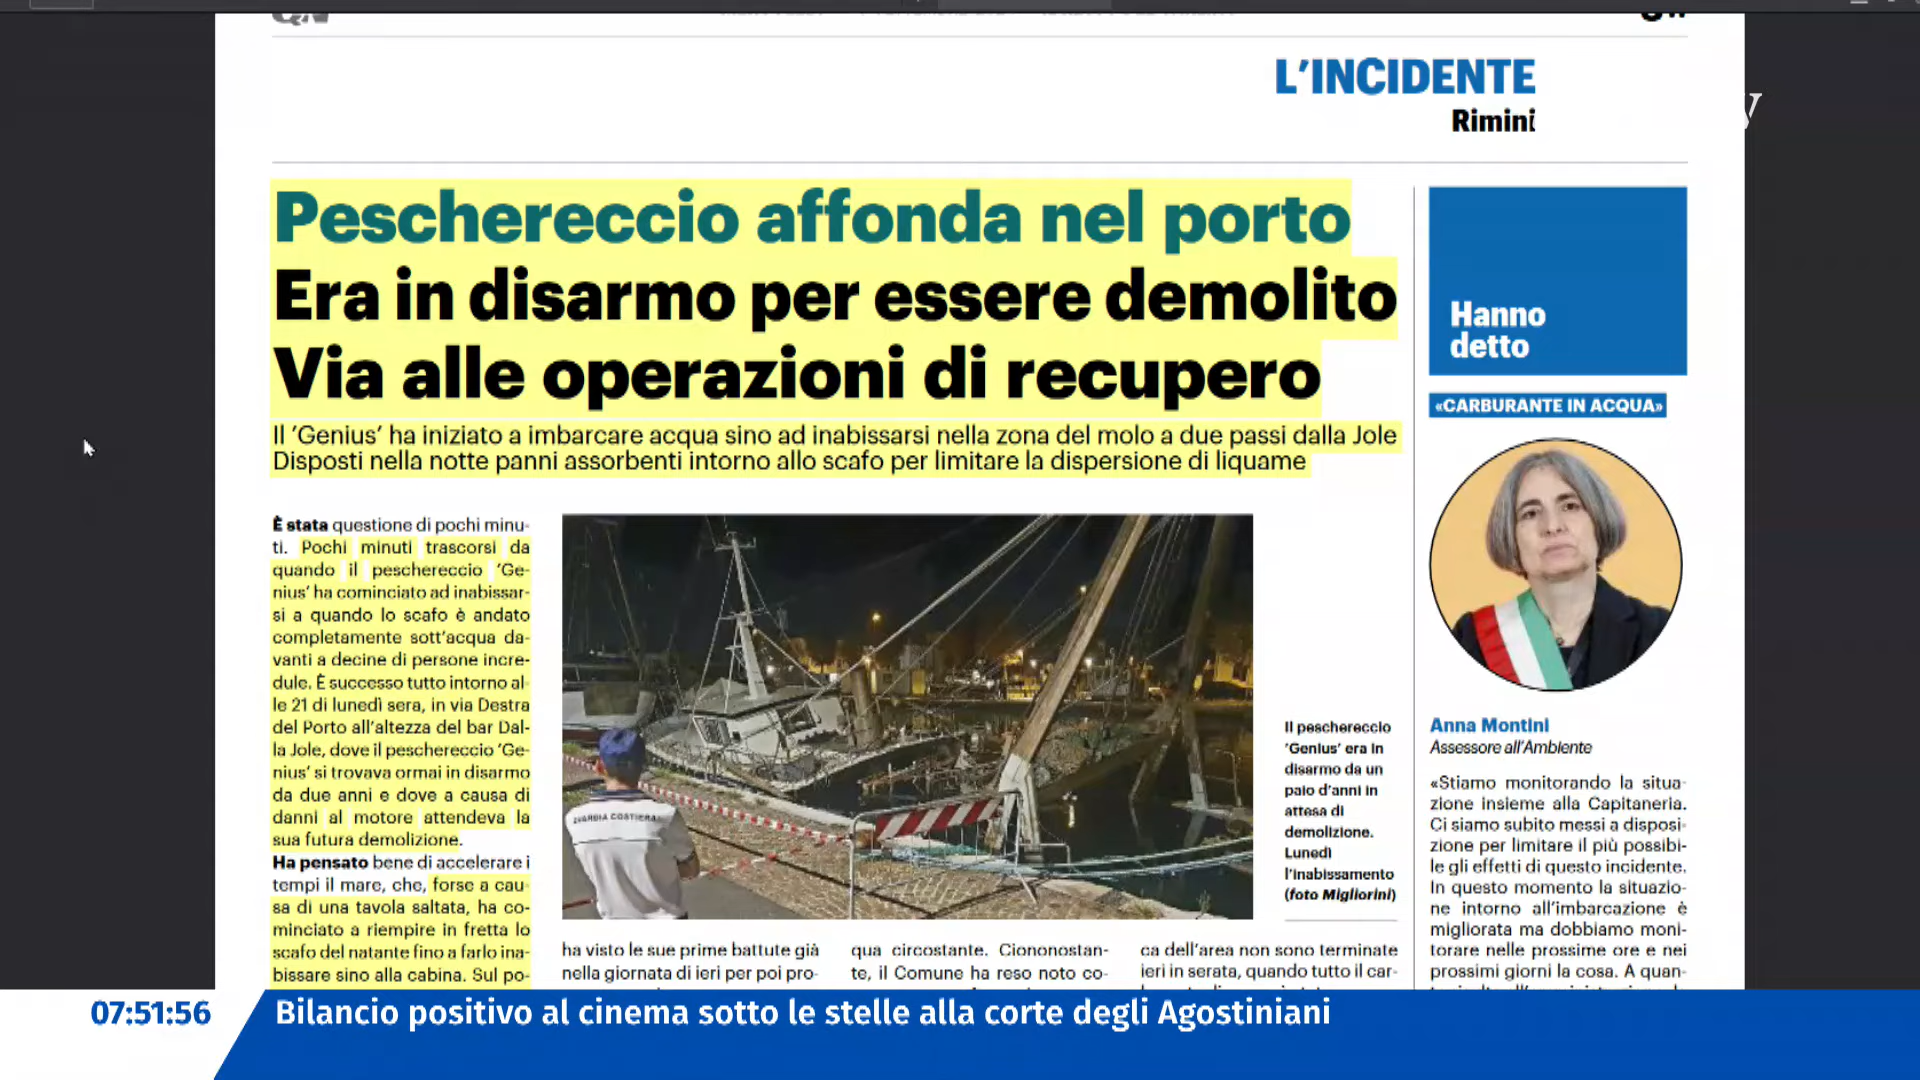 L'INCIDENTE
Rimini
Peschereccio affonda nel porto
Era in disarmo per essere demolito
Via alle operazioni di recupero
Il 'Genius' ha iniziato a imbarcare acqua sino ad inabissarsi nella zona del molo a due passi dalla Jole
Disposti nella notte panni assorbenti intorno allo scafo per limitare la dispersione di liquame
È stata questione di pochi minu-
ti. Pochi minuti trascorsi da
quando il peschereccio 'Ge-
nius' ha cominciato ad inabissar-
si a quando lo scafo è andato
completamente sott'acqua da-
vanti a decine di persone incre-
dule. È successo tutto intorno al-
le 21 di lunedì sera, in via Destra
del Porto all'altezza del bar Dal-
la Jole, dove il peschereccio 'Ge-
nius' si trovava ormai in disarmo
da due anni e dove a causa di
danni al motore attendeva la
sua futura demolizione.
Ha pensato bene di accelerare i
tempi il mare, che, forse a cau-
sa di una tavola saltata, ha co-
minciato a riempire in fretta lo
scafo del natante fino a farlo ina-
bissare sino alla cabina. Sul po-
GUARDIA COSTIERA
Il peschereccio
'Genius' era in
disarmo da un
paio d'anni in
attesa di
demolizione.
Lunedì
l'inabissamento
(foto Migliorini)
ha visto le sue prime battute già
nella giornata di ieri per poi pro-
qua circostante. Ciononostan-
te, il Comune ha reso noto co-
ca dell'area non sono terminate
ieri in serata, quando tutto il car-
Hanno
detto
«CARBURANTE IN ACQUA»
Anna Montini
Assessore all'Ambiente
«Stiamo monitorando la situa-
zione insieme alla Capitaneria.
Ci siamo subito messi a disposi-
zione per limitare il più possibi-
le gli effetti di questo incidente.
In questo momento la situazio-
ne intorno all'imbarcazione è
migliorata ma dobbiamo moni-
torare nelle prossime ore e nei
prossimi giorni la cosa. A quan-
07:51:56
Bilancio positivo al cinema sotto le stelle alla corte degli Agostiniani